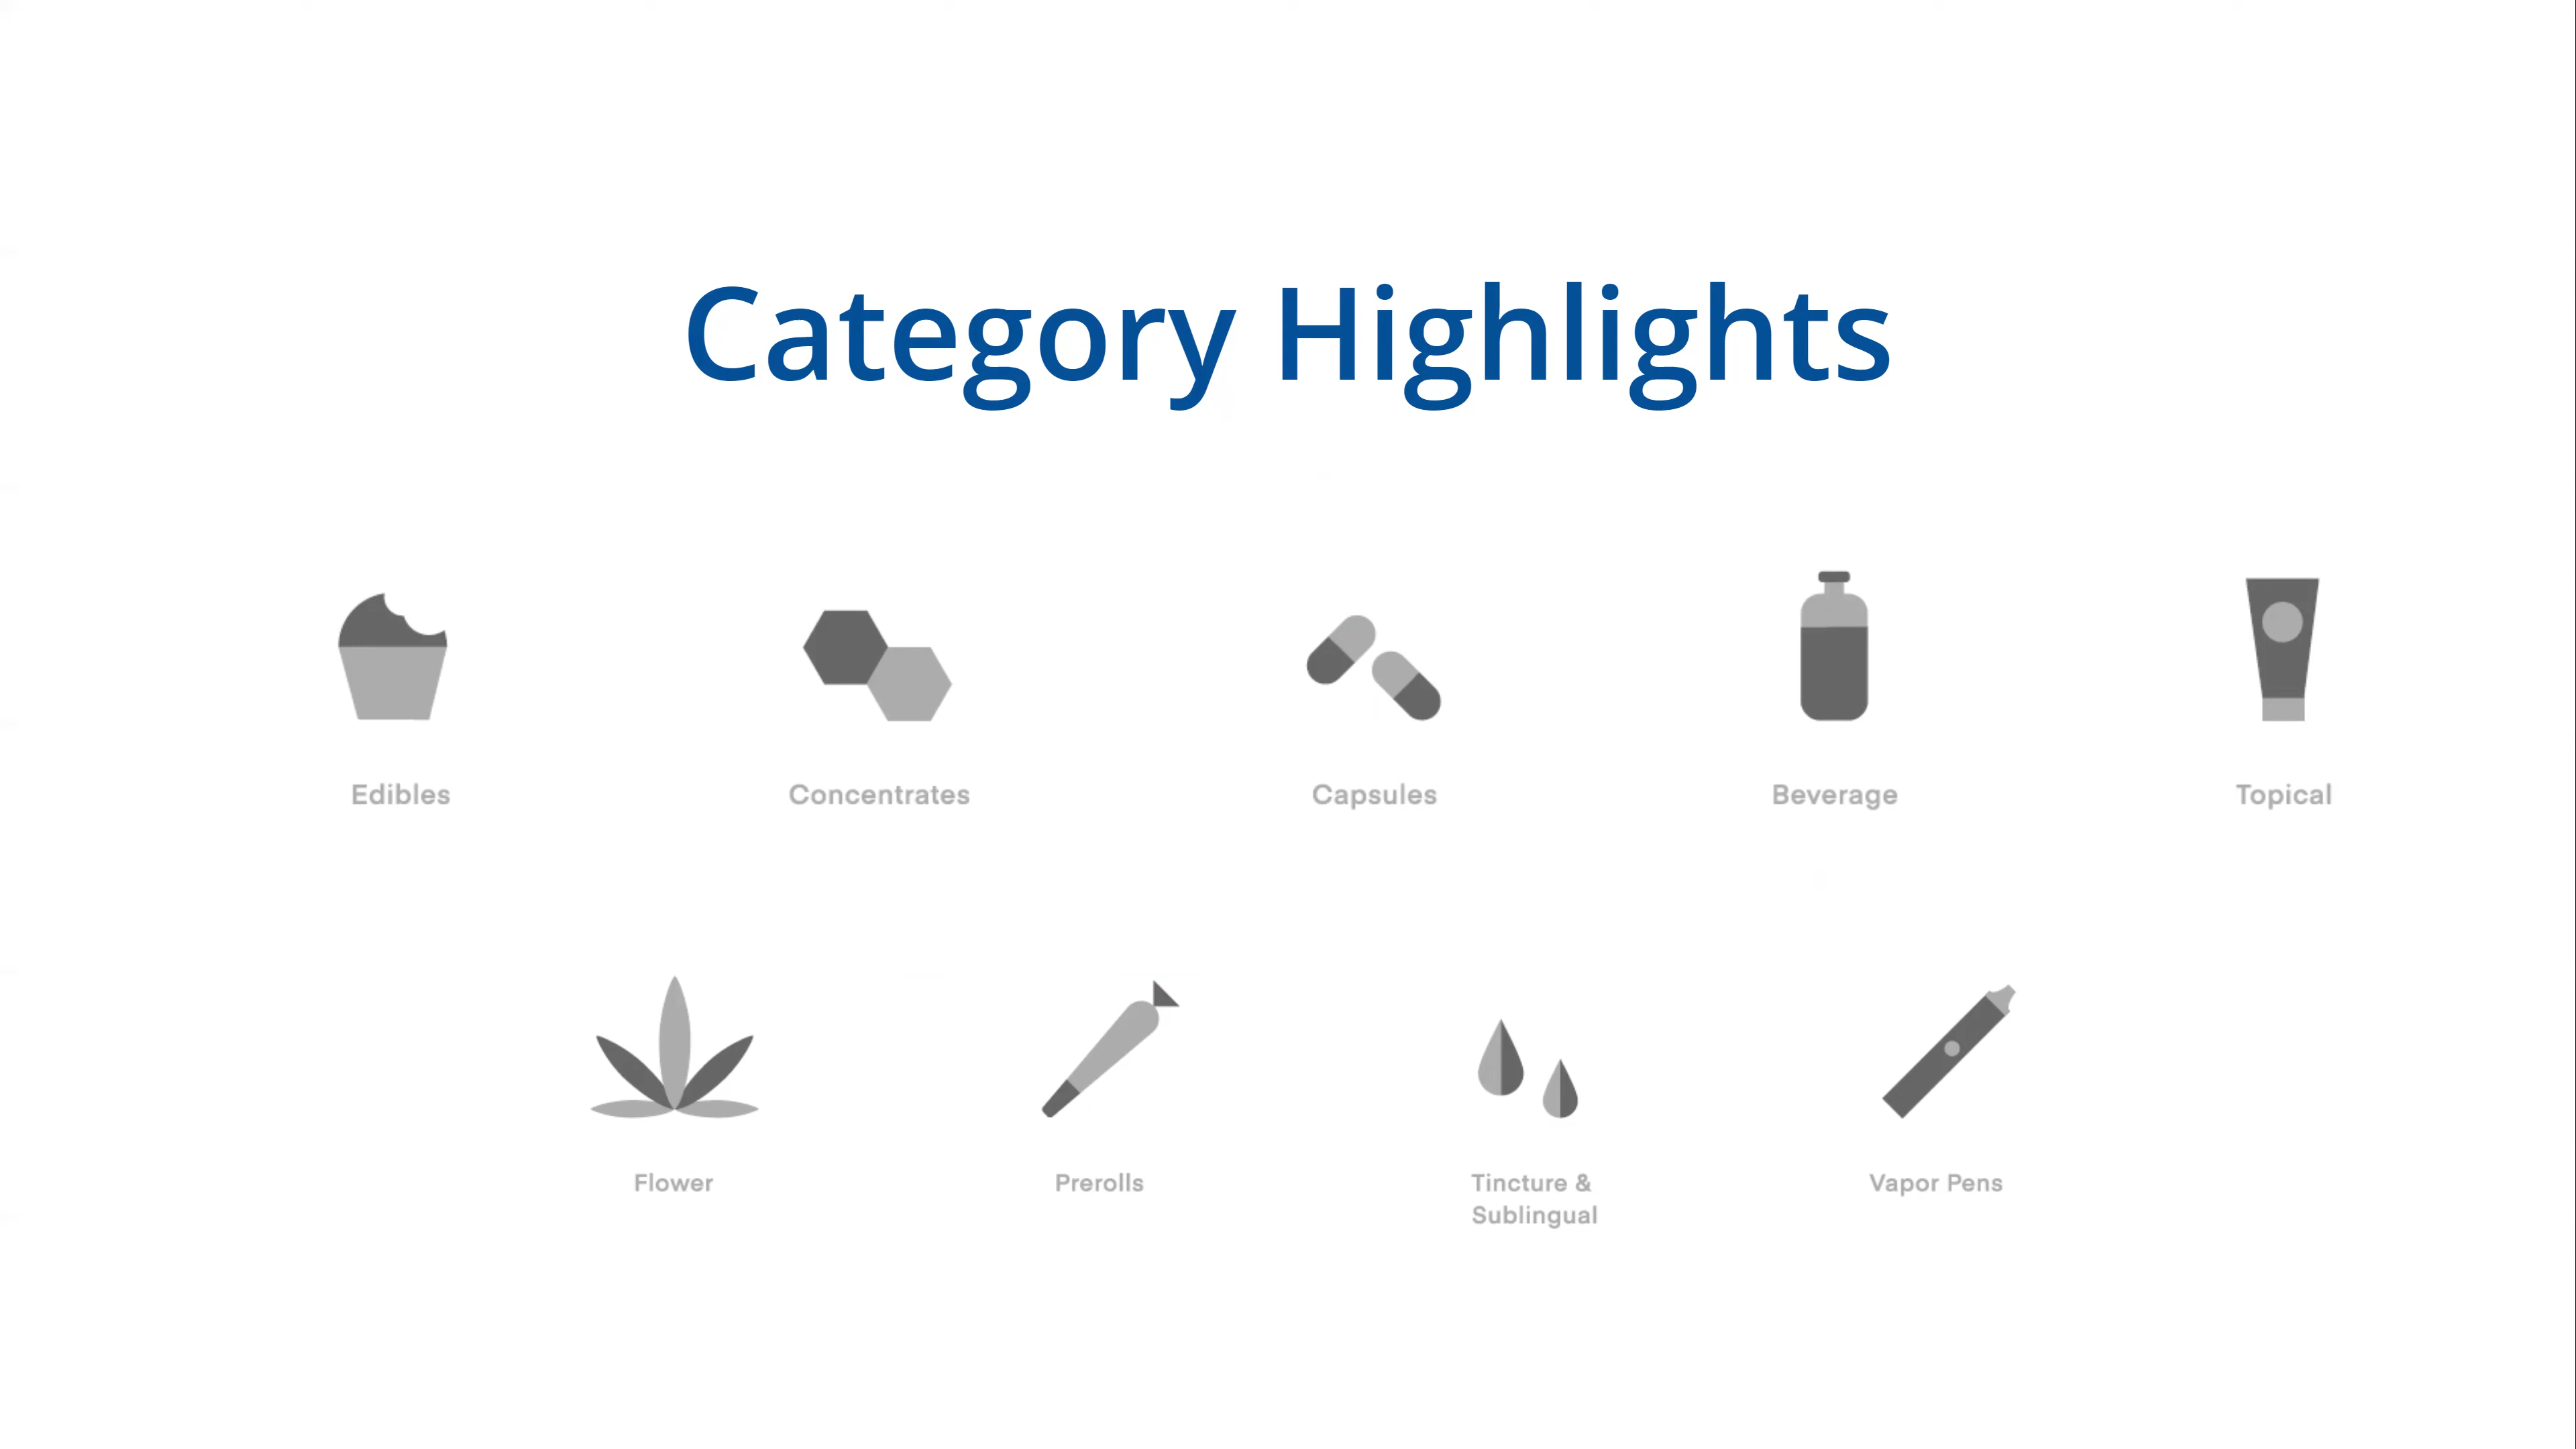 Category Highlights
Edibles
Concentrates
Capsules
Beverage
Topical
Flower
Prerolls
Tincture &
Sublingual
Vapor Pens